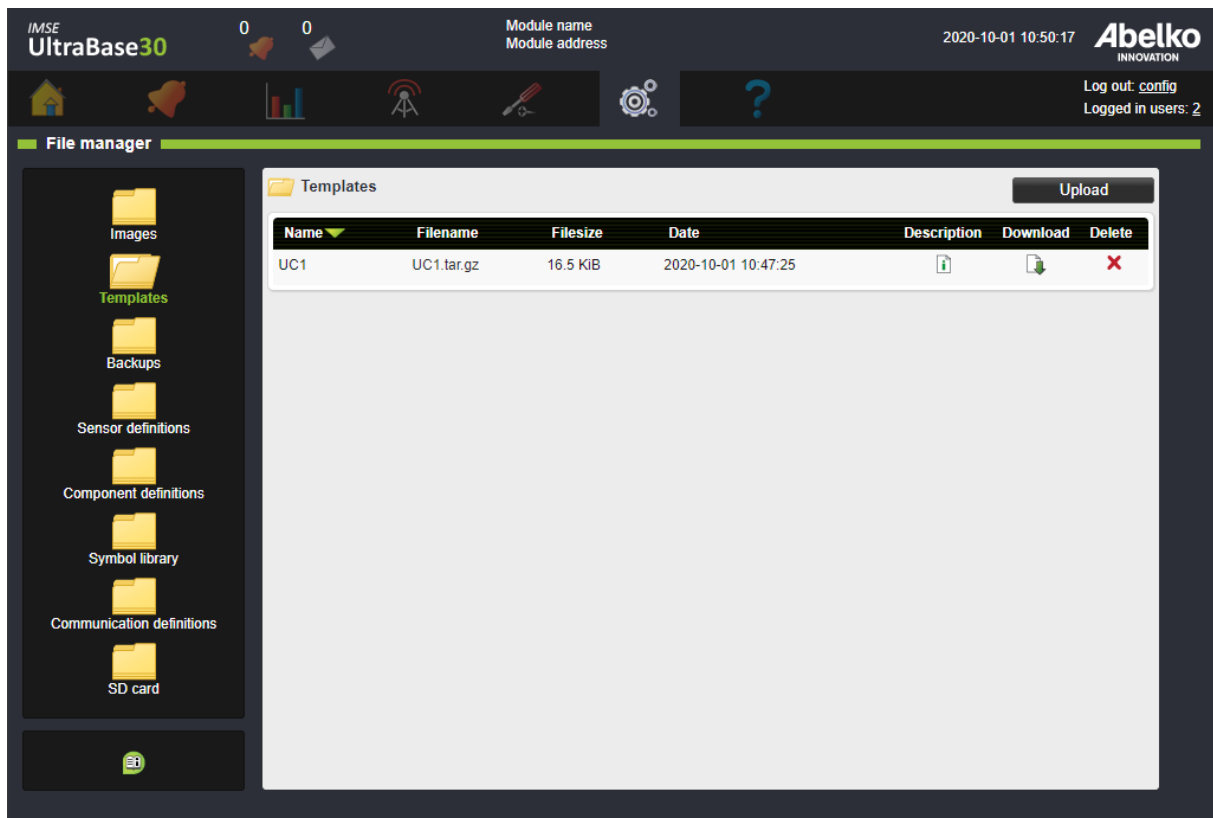 IMSE
UltraBase30
0
0
Module name
Module address
2020-10-01 10:50:17
Abelko
INNOVATION
Log out: config
Logged in users: 2
File manager
Images
Templates
Backups
Sensor definitions
Component definitions
Symbol library
Communication definitions
SD card
Templates
Upload
Name Filename Filesize Date Description Download Delete
UC1 UC1.tar.gz 16.5 KiB 2020-10-01 10:47:25